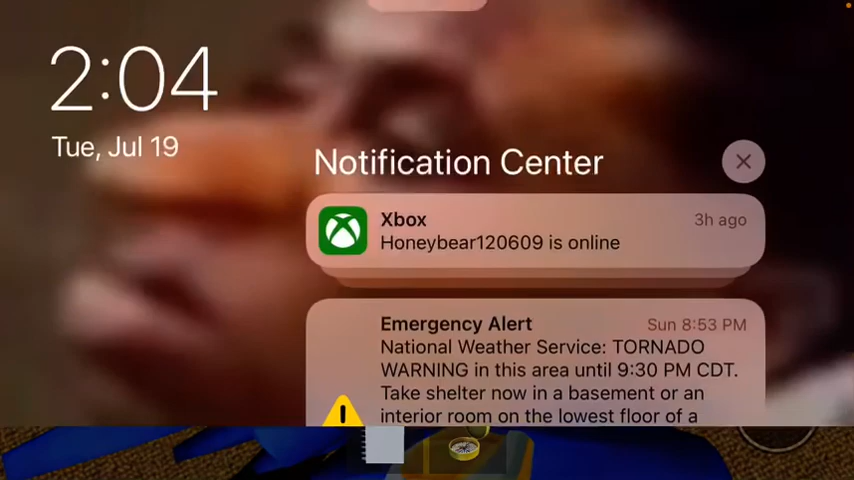 2:04
Tue, Jul 19
Notification Center
Xbox
3h ago
Honeybear120609 is online
Emergency Alert
Sun 8:53 PM
National Weather Service: TORNADO
WARNING in this area until 9:30 PM CDT.
Take shelter now in a basement or an
interior room on the lowest floor of a